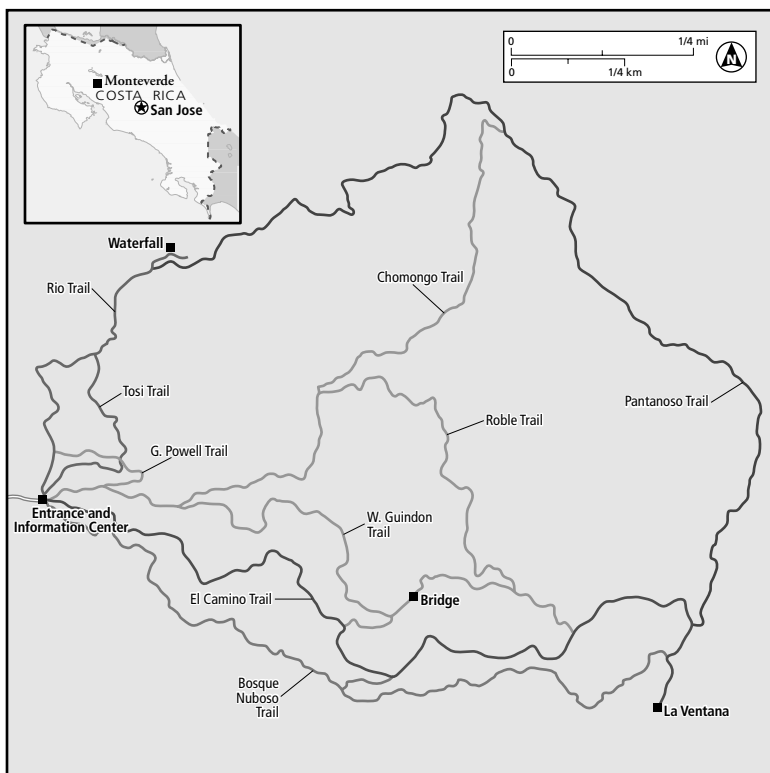 Monteverde
COSTA RICA
San Jose
0
1/4 mi
0
1/4 km
N
Waterfall
Rio Trail
Chomongo Trail
Tosi Trail
Pantanoso Trail
Roble Trail
G. Powell Trail
Entrance and
Information Center
W. Guindon
Trail
El Camino Trail
Bridge
Bosque
Nuboso
Trail
La Ventana